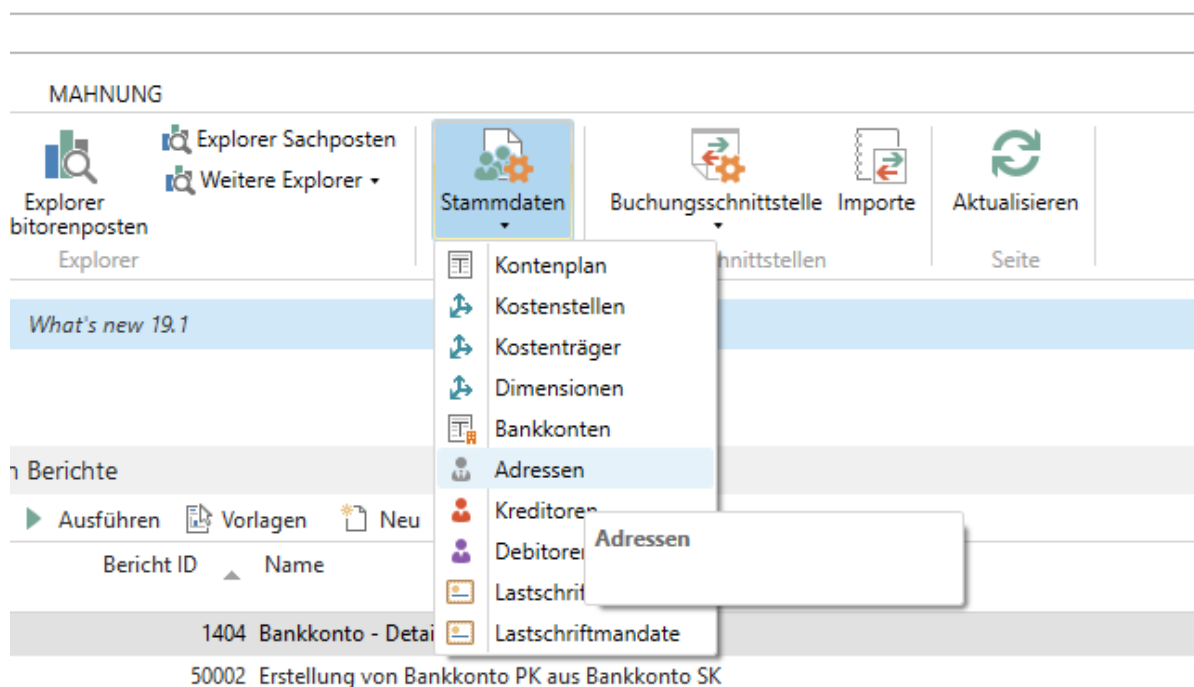 MAHNUNG
Explorer Sachposten
Weitere Explorer
Explorer
bitorenposten
Stammdaten
Buchungsschnittstelle
Importe
Aktualisieren
Explorer
hnittstellen
Seite
Kontenplan
What's new 19.1
Kostenstellen
Kostenträger
Dimensionen
Bankkonten
n Berichte
Adressen
Ausführen Vorlagen Neu
Kreditoren
Adressen
Debitoren
Bericht ID Name
Lastschrif
1404 Bankkonto - Detai
Lastschriftmandate
50002 Erstellung von Bankkonto PK aus Bankkonto SK